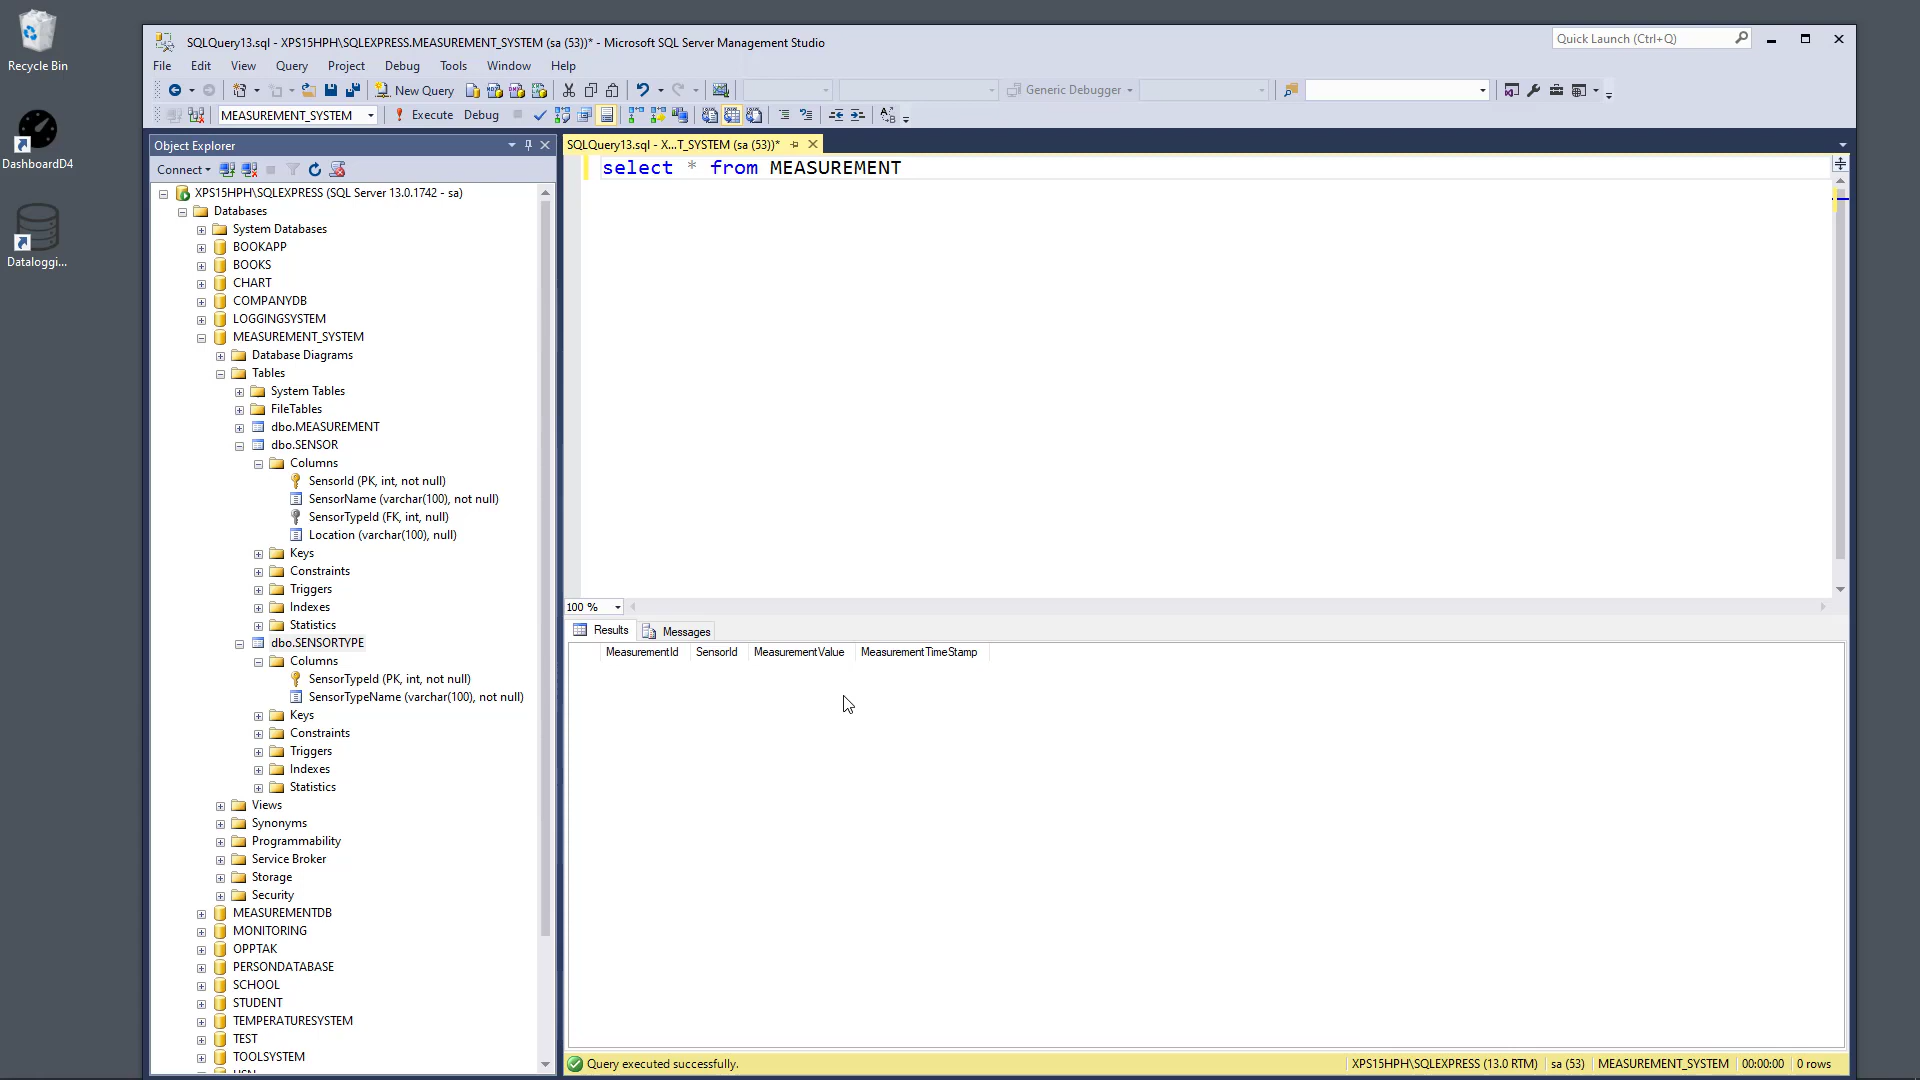 Recycle Bin
DashboardD4
Dataloggi...
SQLQuery13.sql - XPS15HPH\SQLEXPRESS.MEASUREMENT_SYSTEM (sa (53))* - Microsoft SQL Server Management Studio
Quick Launch (Ctrl+Q)
File Edit View Query Project Debug Tools Window Help
New Query
Generic Debugger
MEASUREMENT_SYSTEM
Execute
Debug
Object Explorer
Connect
XPS15HPH\SQLEXPRESS (SQL Server 13.0.1742 - sa)
Databases
System Databases
BOOKAPP
BOOKS
CHART
COMPANYDB
LOGGINGSYSTEM
MEASUREMENT_SYSTEM
Database Diagrams
Tables
System Tables
FileTables
dbo.MEASUREMENT
dbo.SENSOR
Columns
SensorId (PK, int, not null)
SensorName (varchar(100), not null)
SensorTypeId (FK, int, null)
Location (varchar(100), null)
Keys
Constraints
Triggers
Indexes
Statistics
dbo.SENSORTYPE
Columns
SensorTypeId (PK, int, not null)
SensorTypeName (varchar(100), not null)
Keys
Constraints
Triggers
Indexes
Statistics
Views
Synonyms
Programmability
Service Broker
Storage
Security
MEASUREMENTDB
MONITORING
OPPTAK
PERSONDATABASE
SCHOOL
STUDENT
TEMPERATURESYSTEM
TEST
TOOLSYSTEM
SQLQuery13.sql - X...T_SYSTEM (sa (53))*
select * from MEASUREMENT
100 %
Results Messages
MeasurementId SensorId MeasurementValue MeasurementTimeStamp
Query executed successfully.
XPS15HPH\SQLEXPRESS (13.0 RTM) sa (53) MEASUREMENT_SYSTEM 00:00:00 0 rows